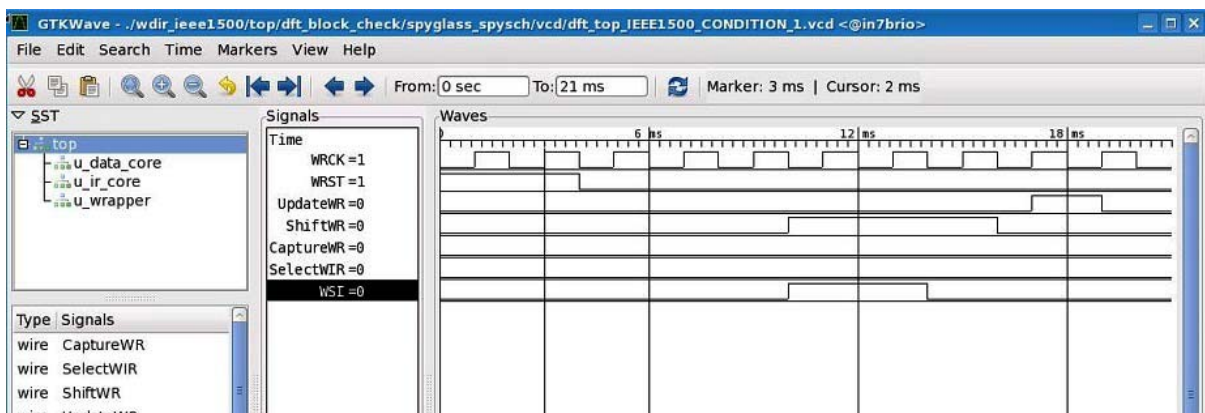 GTKWave - ./wdir_ieee1500/top/dft_block_check/spyglass_spysch/vcd/dft_top_IEEE1500_CONDITION_1.vcd <@in7brio>
File Edit Search Time Markers View Help
From: 0 sec To: 21 ms Marker: 3 ms | Cursor: 2 ms
SST
top
u_data_core
u_ir_core
u_wrapper
Type Signals
wire CaptureWR
wire SelectWIR
wire ShiftWR
Signals
Time
WRCK =1
WRST =1
UpdateWR =0
ShiftWR =0
CaptureWR =0
SelectWIR =0
WSI =0
Waves
6 ms 12 ms 18 ms